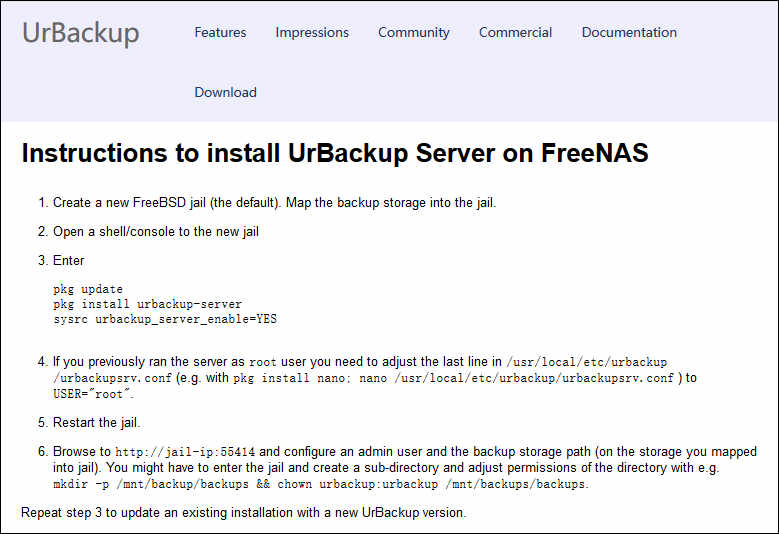 UrBackup
Features Impressions Community Commercial Documentation
Download
Instructions to install UrBackup Server on FreeNAS
1. Create a new FreeBSD jail (the default). Map the backup storage into the jail.
2. Open a shell/console to the new jail
3. Enter
pkg update
pkg install urbackup-server
sysrc urbackup_server_enable=YES
4. If you previously ran the server as root user you need to adjust the last line in /usr/local/etc/urbackup
/urbackupsrv.conf (e.g. with pkg install nano; nano /usr/local/etc/urbackup/urbackupsrv.conf ) to
USER="root".
5. Restart the jail.
6. Browse to http://jail-ip:55414 and configure an admin user and the backup storage path (on the storage you mapped
into jail). You might have to enter the jail and create a sub-directory and adjust permissions of the directory with e.g.
mkdir -p /mnt/backup/backups && chown urbackup:urbackup /mnt/backups/backups.
Repeat step 3 to update an existing installation with a new UrBackup version.